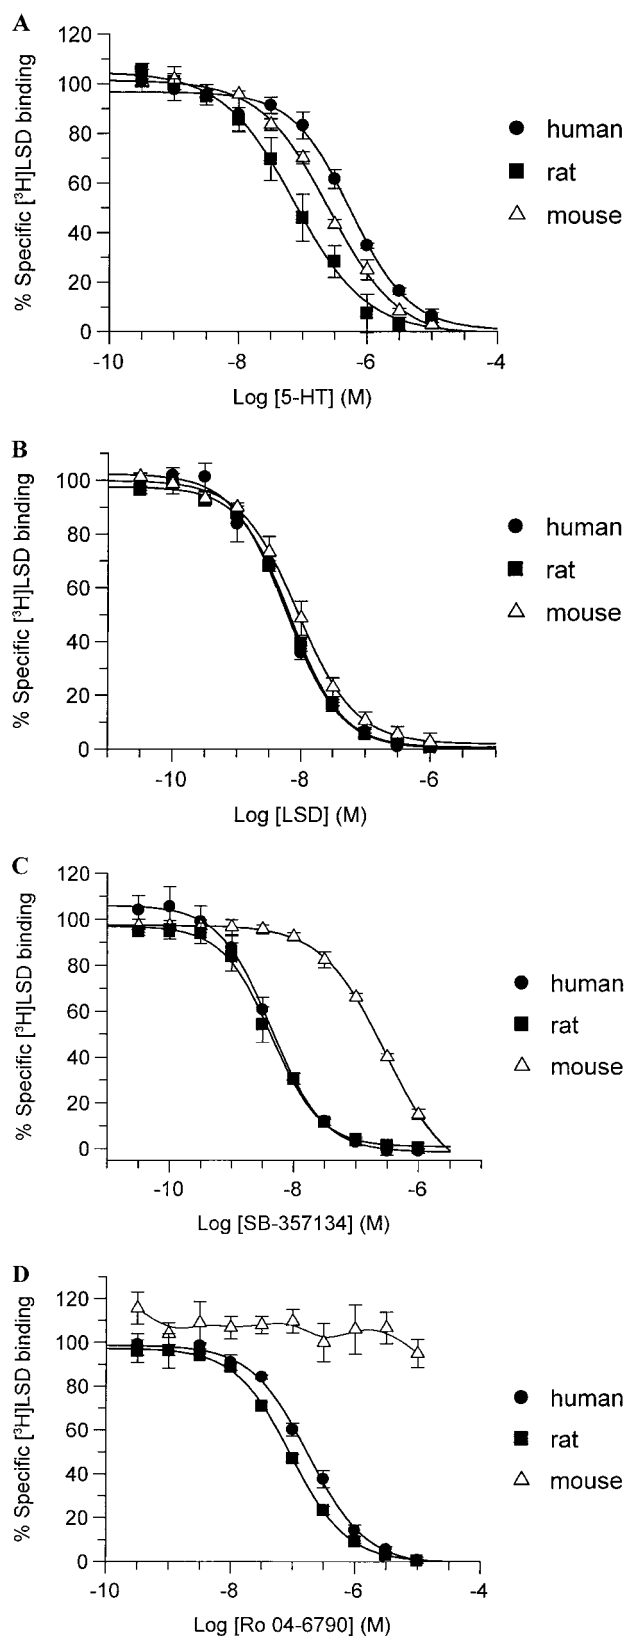 A
% Specific [³H]LSD binding
120
100
80
60
40
20
0
-10
-8
-6
-4
Log [5-HT] (M)
human
rat
mouse
B
% Specific [³H]LSD binding
100
80
60
40
20
0
-10
-8
-6
Log [LSD] (M)
human
rat
mouse
C
% Specific [³H]LSD binding
120
100
80
60
40
20
0
-10
-8
-6
Log [SB-357134] (M)
human
rat
mouse
D
% Specific [³H]LSD binding
120
100
80
60
40
20
0
-10
-8
-6
-4
Log [Ro 04-6790] (M)
human
rat
mouse